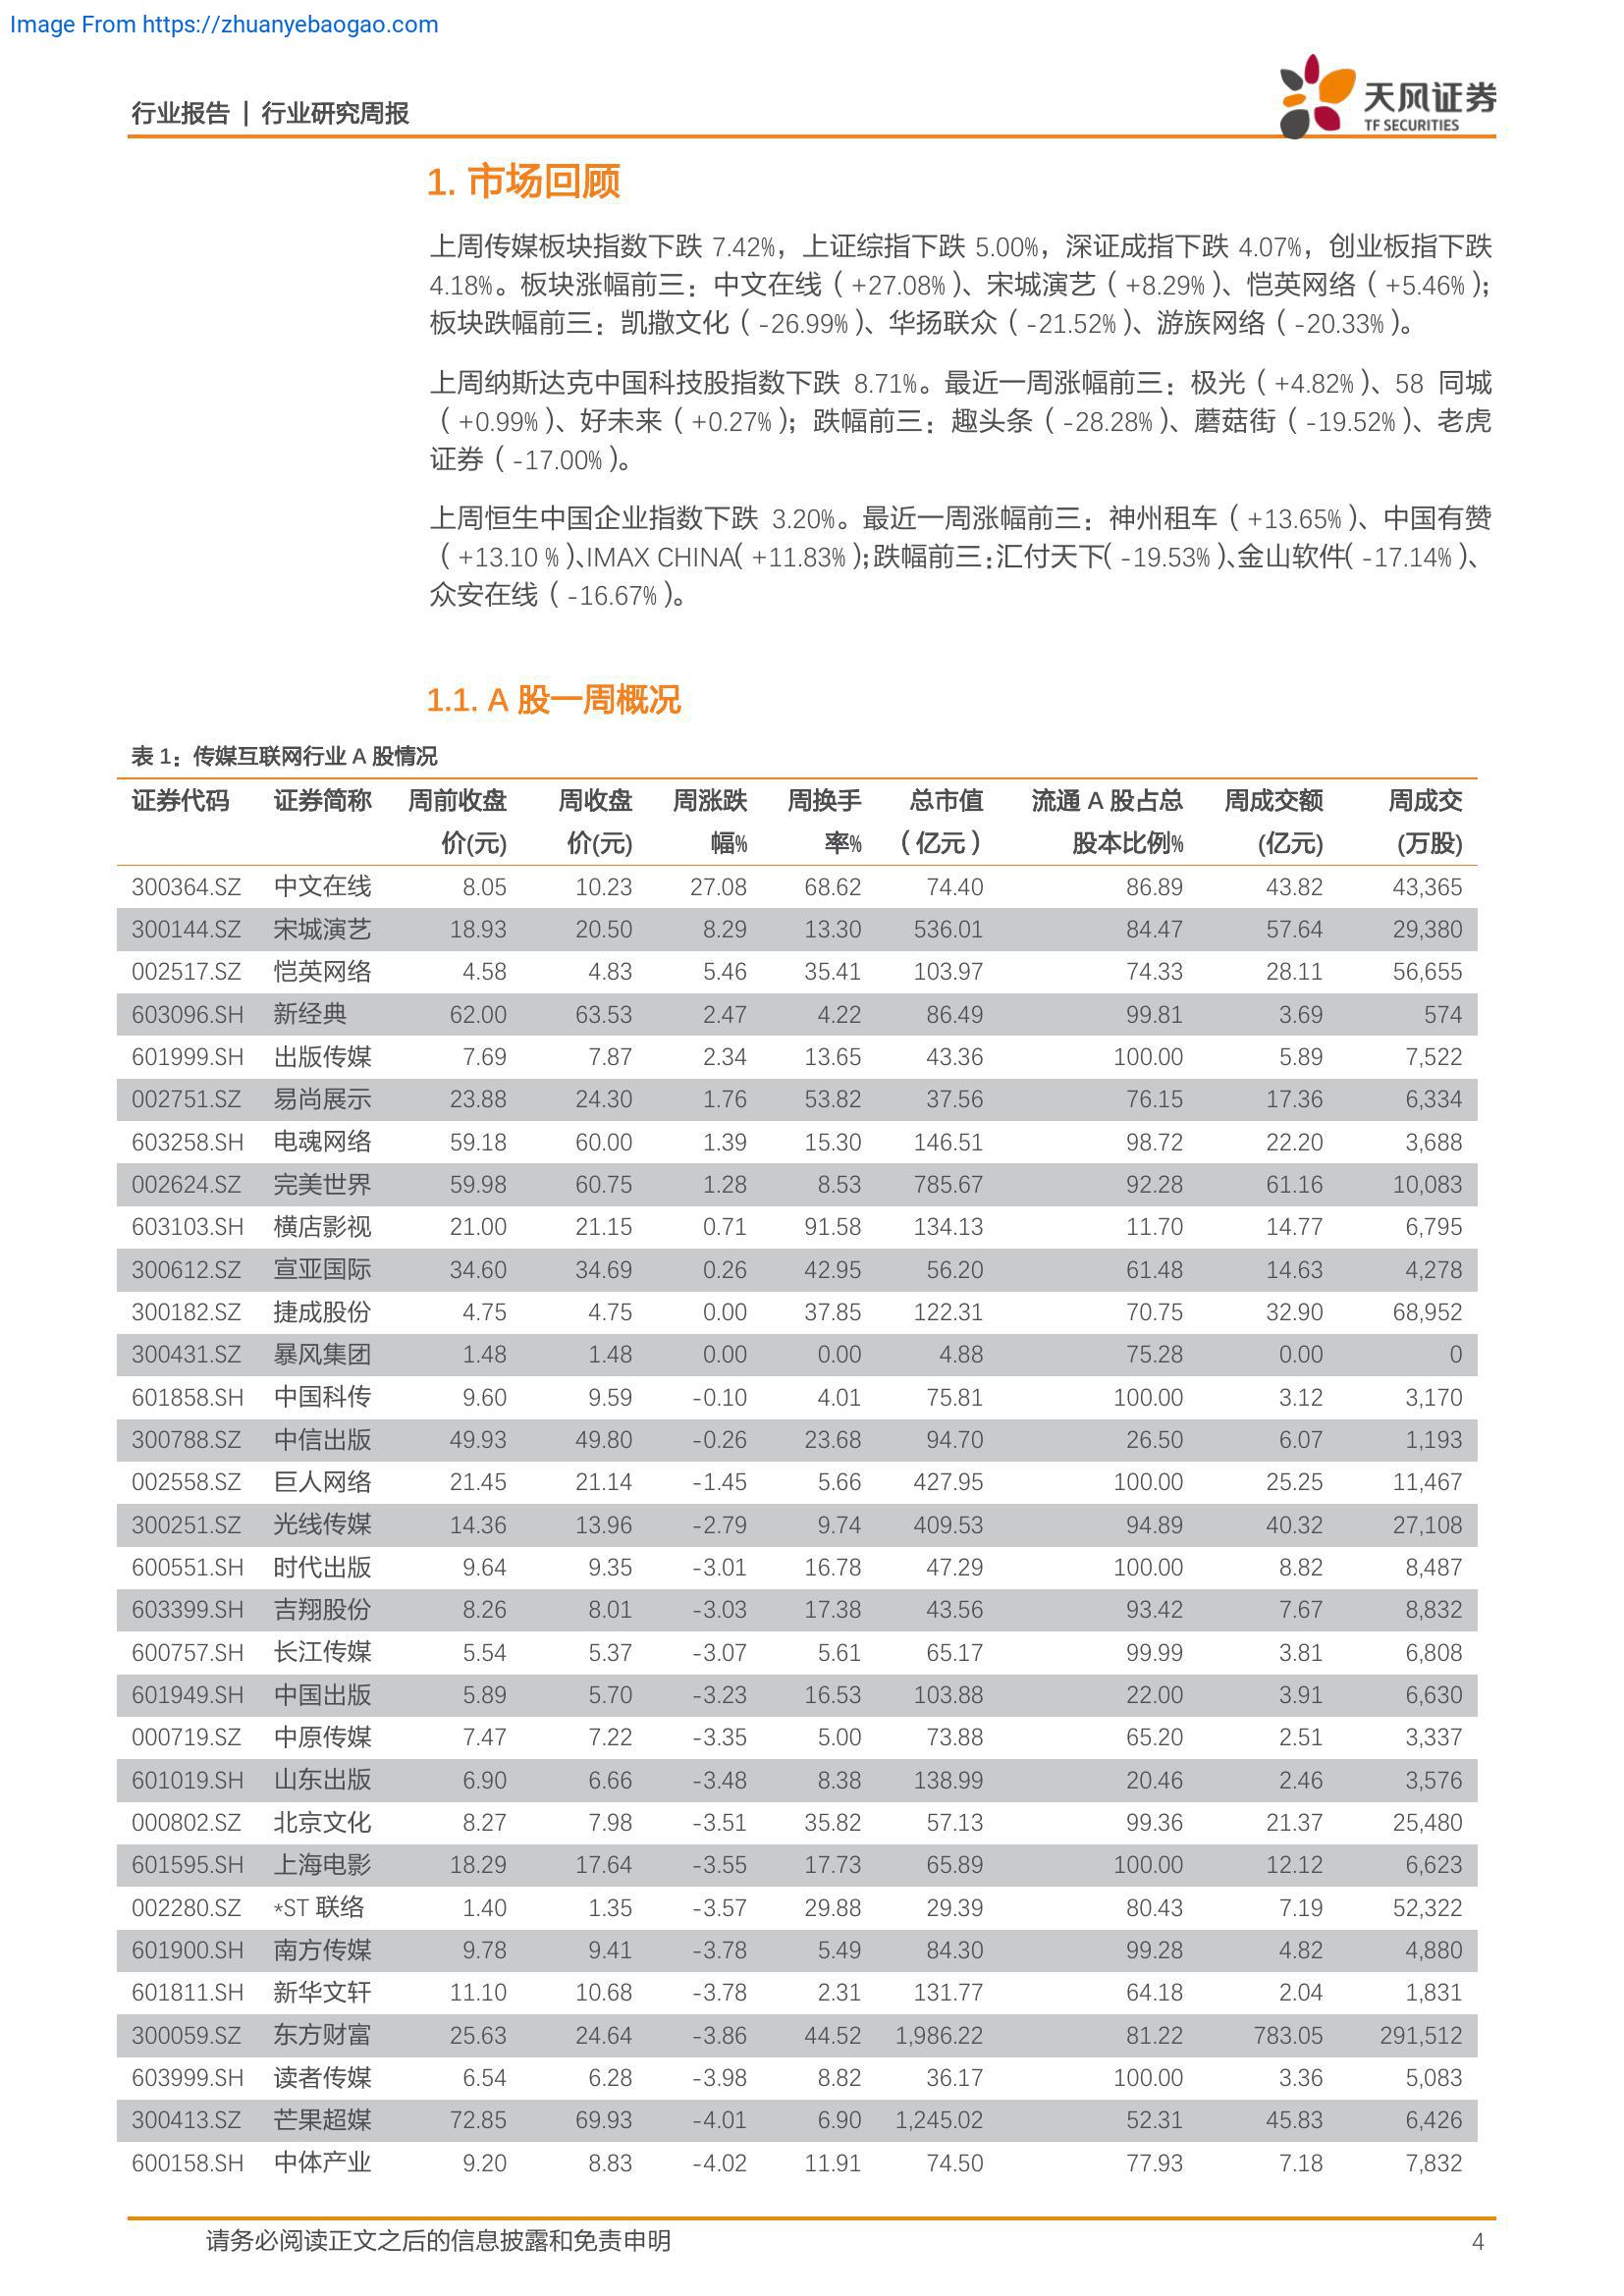 Image From https://zhuanyebaogao.com
行业报告 | 行业研究周报
天风证券
TF SECURITIES
1. 市场回顾
上周传媒板块指数下跌 7.42%，上证综指下跌 5.00%，深证成指下跌 4.07%，创业板指下跌
4.18%。板块涨幅前三：中文在线（+27.08%）、宋城演艺（+8.29%）、恺英网络（+5.46%）；
板块跌幅前三：凯撒文化（-26.99%）、华扬联众（-21.52%）、游族网络（-20.33%）。
上周纳斯达克中国科技股指数下跌 8.71%。最近一周涨幅前三：极光（+4.82%）、58 同城
（+0.99%）、好未来（+0.27%）；跌幅前三：趣头条（-28.28%）、蘑菇街（-19.52%）、老虎
证券（-17.00%）。
上周恒生中国企业指数下跌 3.20%。最近一周涨幅前三：神州租车（+13.65%）、中国有赞
（+13.10 %）、IMAX CHINA（+11.83%）；跌幅前三：汇付天下（-19.53%）、金山软件（-17.14%）、
众安在线（-16.67%）。
1.1. A 股一周概况
表 1：传媒互联网行业 A 股情况
证券代码 证券简称 周前收盘 周收盘 周涨跌 周换手 总市值 流通 A 股占总 周成交额 周成交
价(元) 价(元) 幅% 率% （亿元） 股本比例% (亿元) (万股)
300364.SZ 中文在线 8.05 10.23 27.08 68.62 74.40 86.89 43.82 43,365
300144.SZ 宋城演艺 18.93 20.50 8.29 13.30 536.01 84.47 57.64 29,380
002517.SZ 恺英网络 4.58 4.83 5.46 35.41 103.97 74.33 28.11 56,655
603096.SH 新经典 62.00 63.53 2.47 4.22 86.49 99.81 3.69 574
601999.SH 出版传媒 7.69 7.87 2.34 13.65 43.36 100.00 5.89 7,522
002751.SZ 易尚展示 23.88 24.30 1.76 53.82 37.56 76.15 17.36 6,334
603258.SH 电魂网络 59.18 60.00 1.39 15.30 146.51 98.72 22.20 3,688
002624.SZ 完美世界 59.98 60.75 1.28 8.53 785.67 92.28 61.16 10,083
603103.SH 横店影视 21.00 21.15 0.71 91.58 134.13 11.70 14.77 6,795
300612.SZ 宣亚国际 34.60 34.69 0.26 42.95 56.20 61.48 14.63 4,278
300182.SZ 捷成股份 4.75 4.75 0.00 37.85 122.31 70.75 32.90 68,952
300431.SZ 暴风集团 1.48 1.48 0.00 0.00 4.88 75.28 0.00 0
601858.SH 中国科传 9.60 9.59 -0.10 4.01 75.81 100.00 3.12 3,170
300788.SZ 中信出版 49.93 49.80 -0.26 23.68 94.70 26.50 6.07 1,193
002558.SZ 巨人网络 21.45 21.14 -1.45 5.66 427.95 100.00 25.25 11,467
300251.SZ 光线传媒 14.36 13.96 -2.79 9.74 409.53 94.89 40.32 27,108
600551.SH 时代出版 9.64 9.35 -3.01 16.78 47.29 100.00 8.82 8,487
603399.SH 吉翔股份 8.26 8.01 -3.03 17.38 43.56 93.42 7.67 8,832
600757.SH 长江传媒 5.54 5.37 -3.07 5.61 65.17 99.99 3.81 6,808
601949.SH 中国出版 5.89 5.70 -3.23 16.53 103.88 22.00 3.91 6,630
000719.SZ 中原传媒 7.47 7.22 -3.35 5.00 73.88 65.20 2.51 3,337
601019.SH 山东出版 6.90 6.66 -3.48 8.38 138.99 20.46 2.46 3,576
000802.SZ 北京文化 8.27 7.98 -3.51 35.82 57.13 99.36 21.37 25,480
601595.SH 上海电影 18.29 17.64 -3.55 17.73 65.89 100.00 12.12 6,623
002280.SZ *ST 联络 1.40 1.35 -3.57 29.88 29.39 80.43 7.19 52,322
601900.SH 南方传媒 9.78 9.41 -3.78 5.49 84.30 99.28 4.82 4,880
601811.SH 新华文轩 11.10 10.68 -3.78 2.31 131.77 64.18 2.04 1,831
300059.SZ 东方财富 25.63 24.64 -3.86 44.52 1,986.22 81.22 783.05 291,512
603999.SH 读者传媒 6.54 6.28 -3.98 8.82 36.17 100.00 3.36 5,083
300413.SZ 芒果超媒 72.85 69.93 -4.01 6.90 1,245.02 52.31 45.83 6,426
600158.SH 中体产业 9.20 8.83 -4.02 11.91 74.50 77.93 7.18 7,832
请务必阅读正文之后的信息披露和免责申明 4